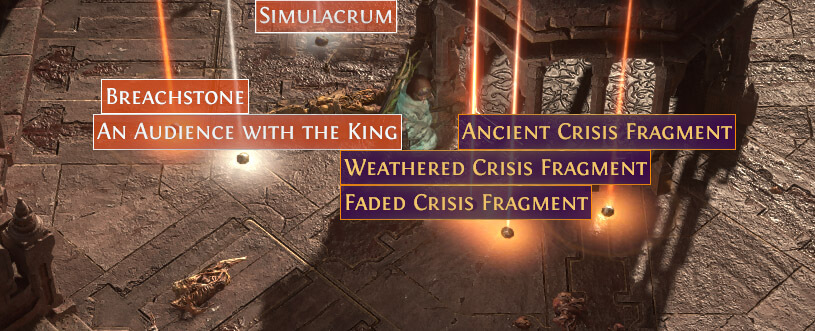 Simulacrum
Breachstone
An Audience with the King
Ancient Crisis Fragment
Weathered Crisis Fragment
Faded Crisis Fragment